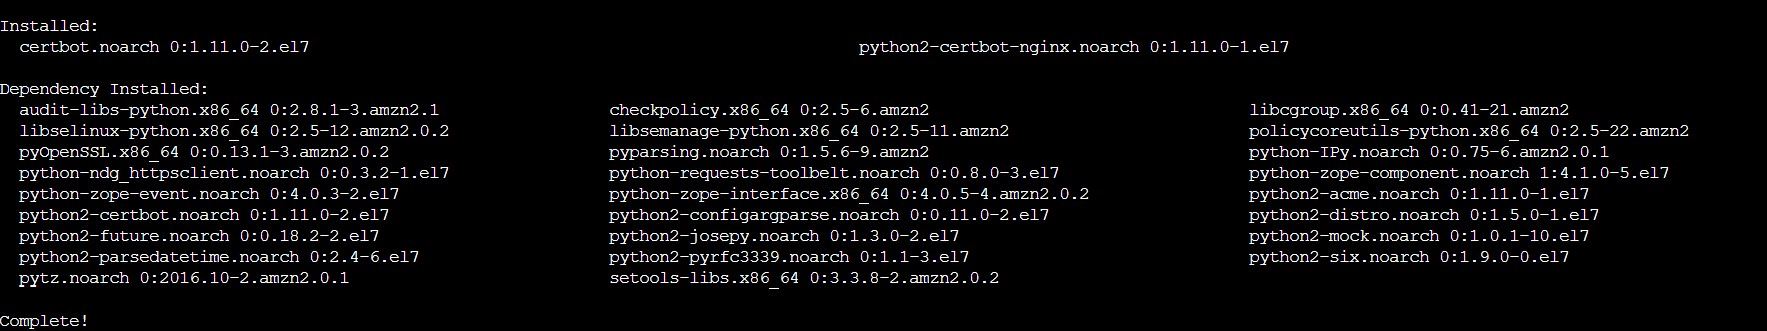 Installed:
certbot.noarch 0:1.11.0-2.el7 python2-certbot-nginx.noarch 0:1.11.0-1.el7
Dependency Installed:
audit-libs-python.x86_64 0:2.8.1-3.amzn2.1 checkpolicy.x86_64 0:2.5-6.amzn2 libcgroup.x86_64 0:0.41-21.amzn2
libselinux-python.x86_64 0:2.5-12.amzn2.0.2 libsemanage-python.x86_64 0:2.5-11.amzn2 policycoreutils-python.x86_64 0:2.5-22.amzn2
pyOpenSSL.x86_64 0:0.13.1-3.amzn2.0.2 pyparsing.noarch 0:1.5.6-9.amzn2 python-IPy.noarch 0:0.75-6.amzn2.0.1
python-ndg_httpsclient.noarch 0:0.3.2-1.el7 python-requests-toolbelt.noarch 0:0.8.0-3.el7 python-zope-component.noarch 1:4.1.0-5.el7
python-zope-event.noarch 0:4.0.3-2.el7 python-zope-interface.x86_64 0:4.0.5-4.amzn2.0.2 python2-acme.noarch 0:1.11.0-1.el7
python2-certbot.noarch 0:1.11.0-2.el7 python2-configargparse.noarch 0:0.11.0-2.el7 python2-distro.noarch 0:1.5.0-1.el7
python2-future.noarch 0:0.18.2-2.el7 python2-josepy.noarch 0:1.3.0-2.el7 python2-mock.noarch 0:1.0.1-10.el7
python2-parsedatetime.noarch 0:2.4-6.el7 python2-pyrfc3339.noarch 0:1.1-3.el7 python2-six.noarch 0:1.9.0-0.el7
pytz.noarch 0:2016.10-2.amzn2.0.1 setools-libs.x86_64 0:3.3.8-2.amzn2.0.2
Complete!